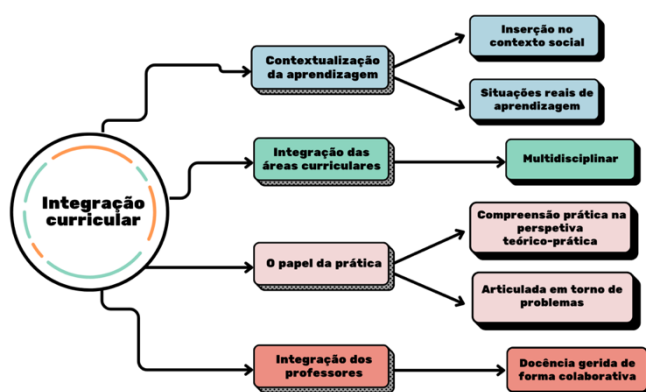 Integração
curricular
Contextualização
da aprendizagem
Inserção no
contexto social
Situações reais de
aprendizagem
Integração das
áreas curriculares
Multidisciplinar
O papel da prática
Compreensão prática na
perspetiva
teórico-prática
Articulada em torno de
problemas
Integração dos
professores
Docência gerida de
forma colaborativa